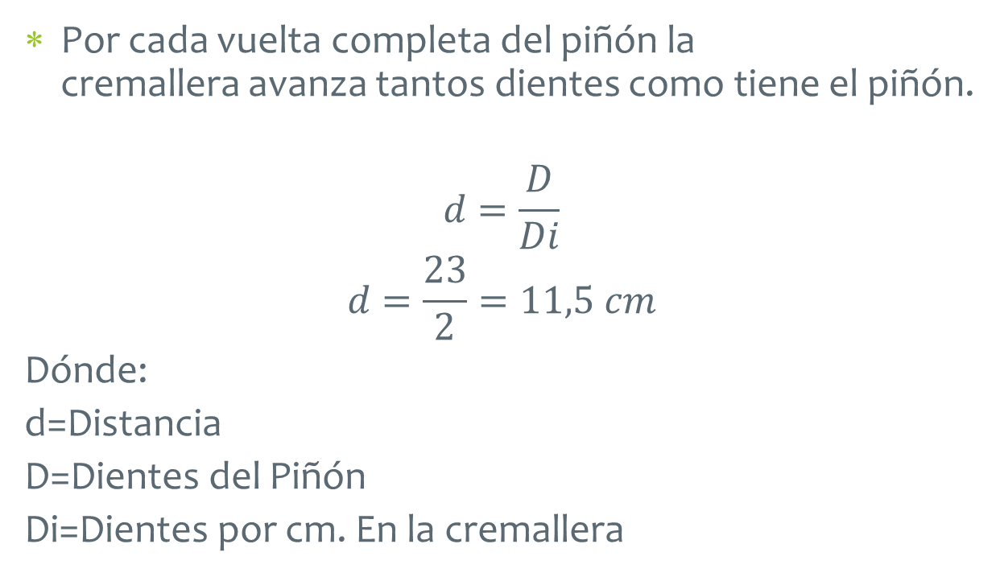 * Por cada vuelta completa del piñón la
cremallera avanza tantos dientes como tiene el piñón.
d = D/Di
d = 23/2 = 11,5 cm
Dónde:
d=Distancia
D=Dientes del Piñón
Di=Dientes por cm. En la cremallera